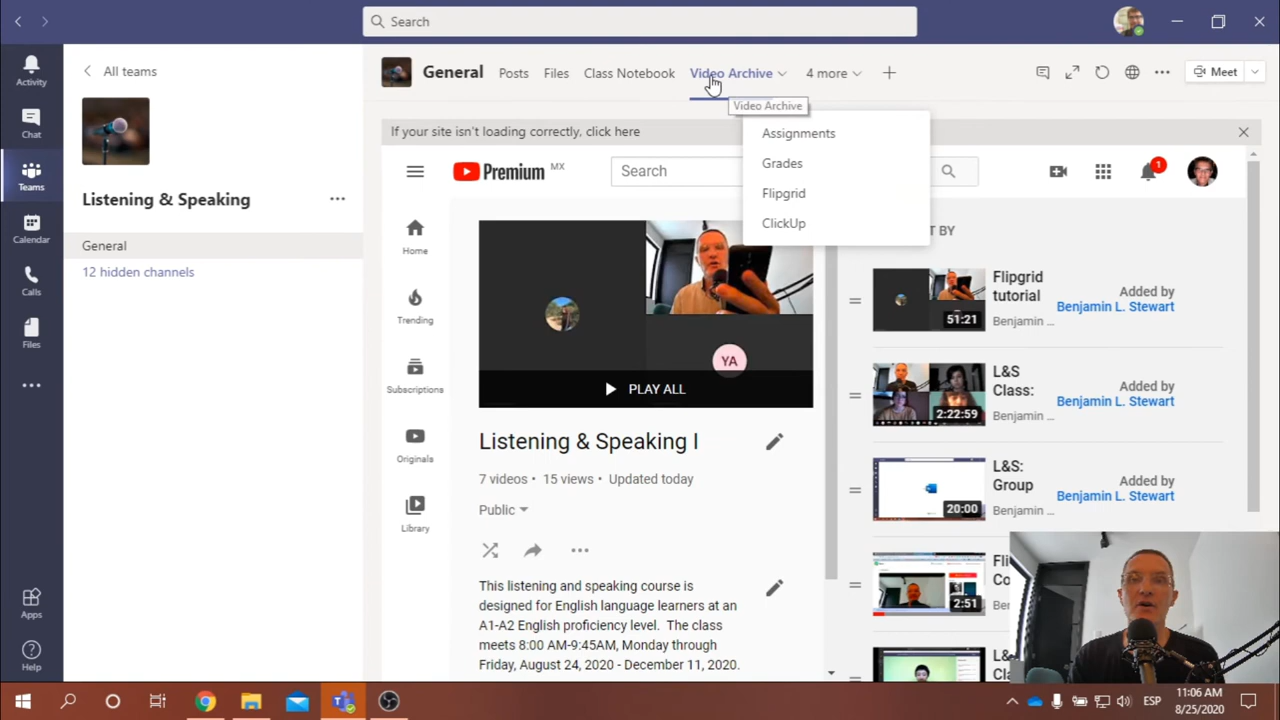 Search
Activity
Chat
Teams
Calendar
Calls
Files
Apps
Help
All teams
Listening & Speaking
General
12 hidden channels
General
Posts
Files
Class Notebook
Video Archive
4 more
Meet
Video Archive
Assignments
Grades
Flipgrid
ClickUp
If your site isn't loading correctly, click here
Premium MX
Search
1
Home
Trending
Subscriptions
Originals
Library
YA
PLAY ALL
Listening & Speaking I
7 videos • 15 views • Updated today
Public
This listening and speaking course is
designed for English language learners at an
A1-A2 English proficiency level. The class
meets 8:00 AM-9:45AM, Monday through
Friday, August 24, 2020 - December 11, 2020.
T BY
51:21
Flipgrid
tutorial
Benjamin ...
Added by
Benjamin L. Stewart
2:22:59
L&S
Class:
Benjamin ...
Added by
Benjamin L. Stewart
20:00
L&S:
Group
Benjamin ...
Added by
Benjamin L. Stewart
2:51
ESP
11:06 AM
8/25/2020